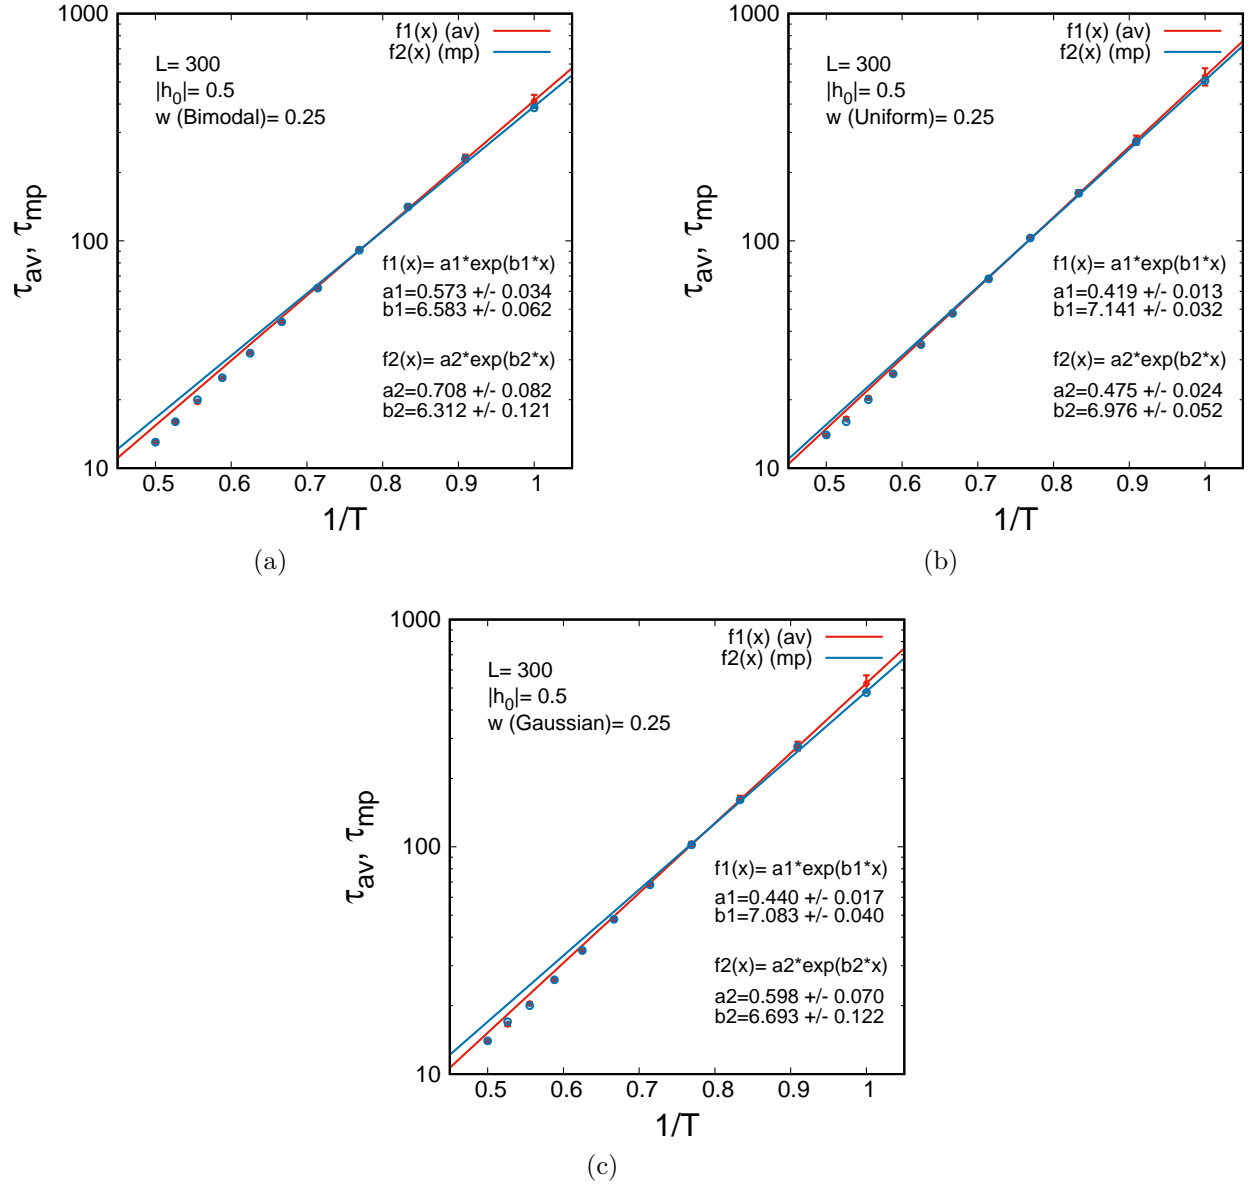 1000
f1(x) (av)
f2(x) (mp)
L= 300
|h0|= 0.5
w (Bimodal)= 0.25
100
τav, τmp
f1(x)= a1*exp(b1*x)
a1=0.573 +/- 0.034
b1=6.583 +/- 0.062
f2(x)= a2*exp(b2*x)
a2=0.708 +/- 0.082
b2=6.312 +/- 0.121
10
0.5 0.6 0.7 0.8 0.9 1
1/T
(a)
1000
f1(x) (av)
f2(x) (mp)
L= 300
|h0|= 0.5
w (Uniform)= 0.25
100
τav, τmp
f1(x)= a1*exp(b1*x)
a1=0.419 +/- 0.013
b1=7.141 +/- 0.032
f2(x)= a2*exp(b2*x)
a2=0.475 +/- 0.024
b2=6.976 +/- 0.052
10
0.5 0.6 0.7 0.8 0.9 1
1/T
(b)
1000
f1(x) (av)
f2(x) (mp)
L= 300
|h0|= 0.5
w (Gaussian)= 0.25
100
τav, τmp
f1(x)= a1*exp(b1*x)
a1=0.440 +/- 0.017
b1=7.083 +/- 0.040
f2(x)= a2*exp(b2*x)
a2=0.598 +/- 0.070
b2=6.693 +/- 0.122
10
0.5 0.6 0.7 0.8 0.9 1
1/T
(c)